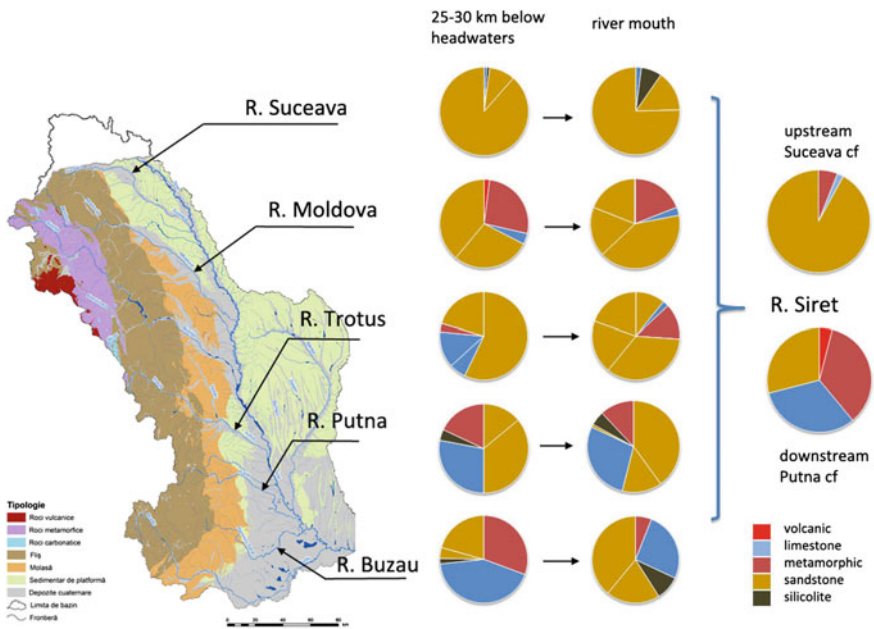 25-30 km below
headwaters
river mouth
R. Suceava
R. Moldova
R. Trotus
R. Putna
R. Buzau
upstream
Suceava cf
R. Siret
downstream
Putna cf
Tipologie
Roci vulcanice
Roci metamorfice
Roci carbonatice
Fliş
Molasă
Sedimentar de platformă
Depozite cuaternare
Limita de bazin
Frontieră
volcanic
limestone
metamorphic
sandstone
silicolite